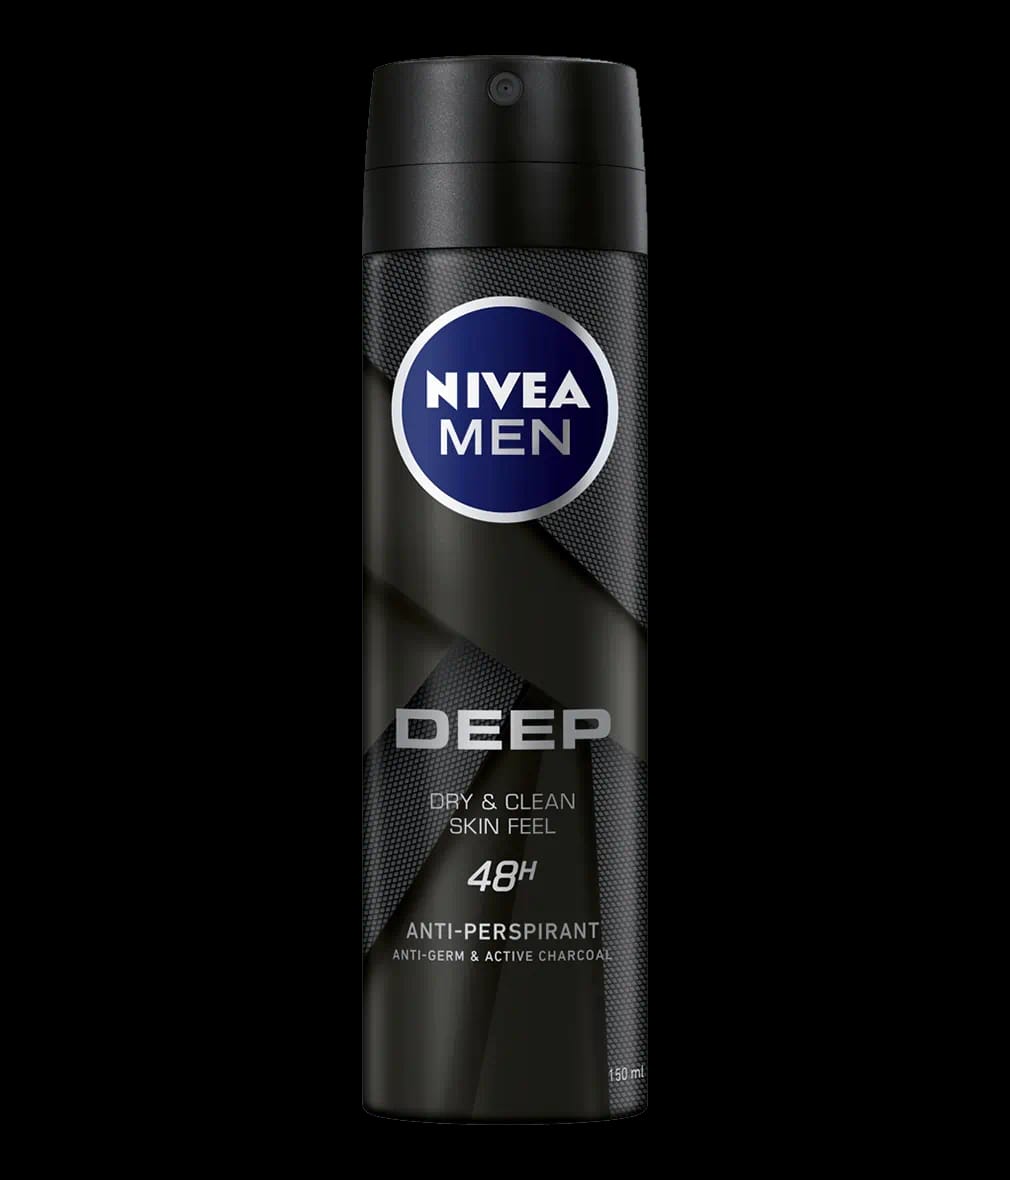 NIVEA
MEN
DEEP
DRY & CLEAN
SKIN FEEL
48H
ANTI-PERSPIRANT
ANTI-GERM & ACTIVE CHARCOAL
150 ml